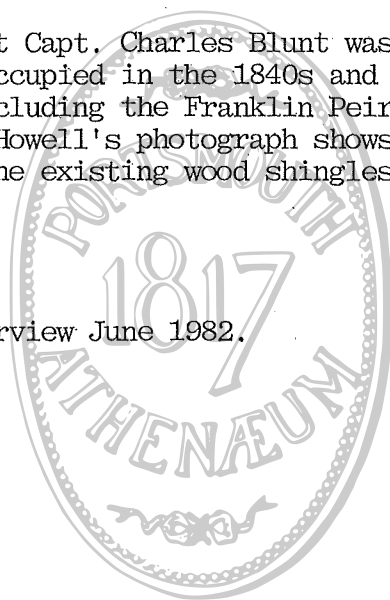 t Capt. Charles Blunt was
ccupied in the 1840s and
cluding the Franklin Peir
Howell's photograph shows
ne existing wood shingles
PORTSMOUTH
1817
rview June 1982.
ATHENÆUM